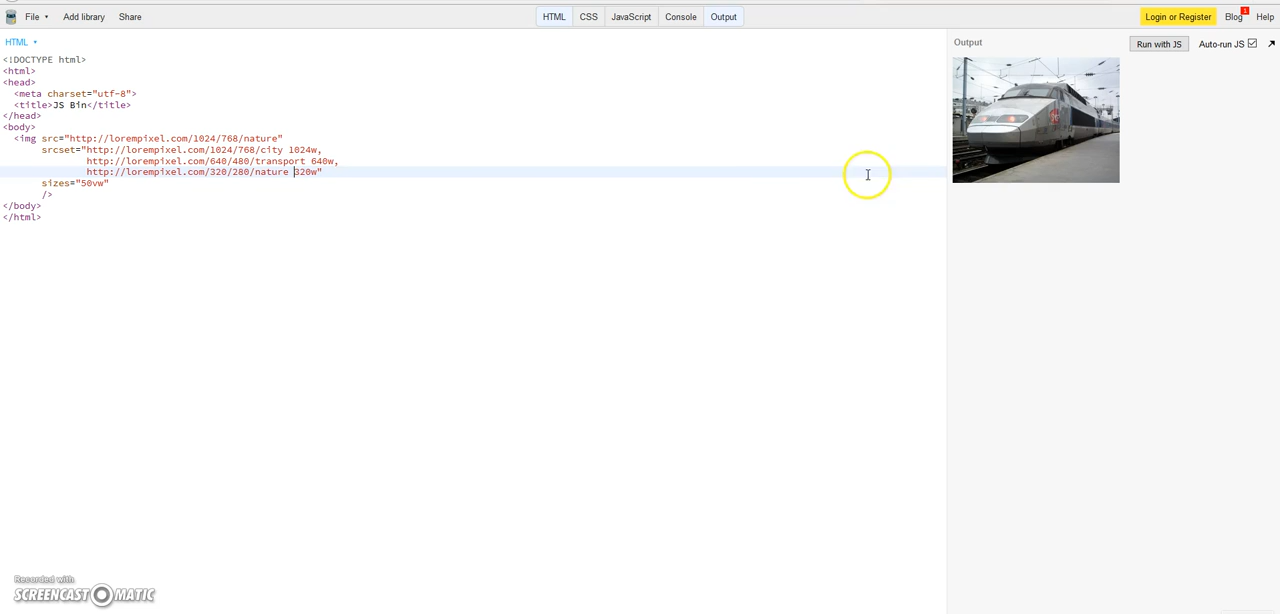 File ▾ Add library Share HTML CSS JavaScript Console Output Login or Register Blog 1 Help
HTML ▾ Output Run with JS Auto-run JS
<!DOCTYPE html>
<html>
<head>
<meta charset="utf-8">
<title>JS Bin</title>
</head>
<body>
<img src="http://lorempixel.com/1024/768/nature"
srcset="http://lorempixel.com/1024/768/city 1024w,
http://lorempixel.com/640/480/transport 640w,
http://lorempixel.com/320/280/nature 320w"
sizes="50vw"
/>
</body>
</html>
Recorded with
SCREENCAST MATIC